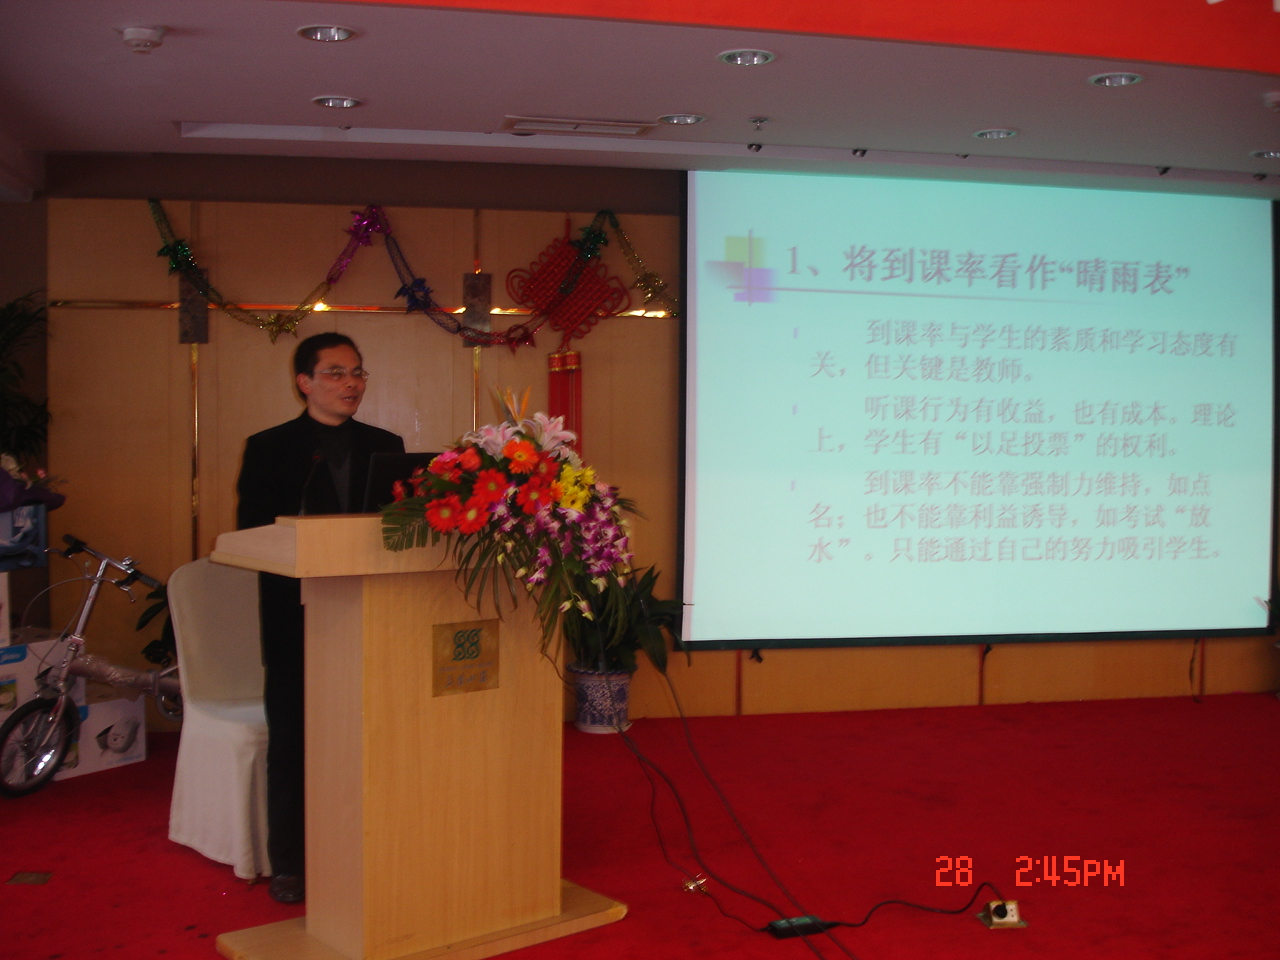 1、将到课率看作“晴雨表”
到课率与学生的素质和学习态度有
关，但关键是教师。
听课行为有收益，也有成本。理论
上，学生有“以足投票”的权利。
到课率不能靠强制力维持，如点
名；也不能靠利益诱导，如考试“放
水”。只能通过自己的努力吸引学生。
28 2:45PM